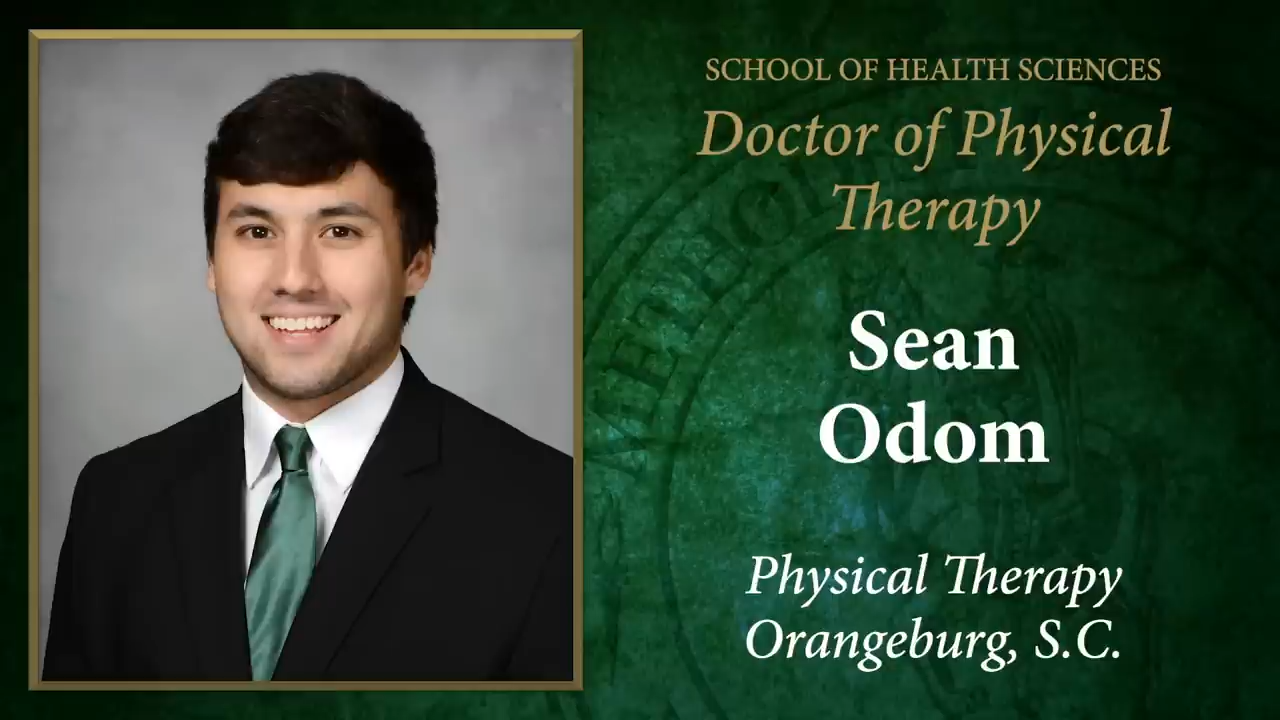 SCHOOL OF HEALTH SCIENCES
Doctor of Physical
Therapy
Sean
Odom
Physical Therapy
Orangeburg, S.C.